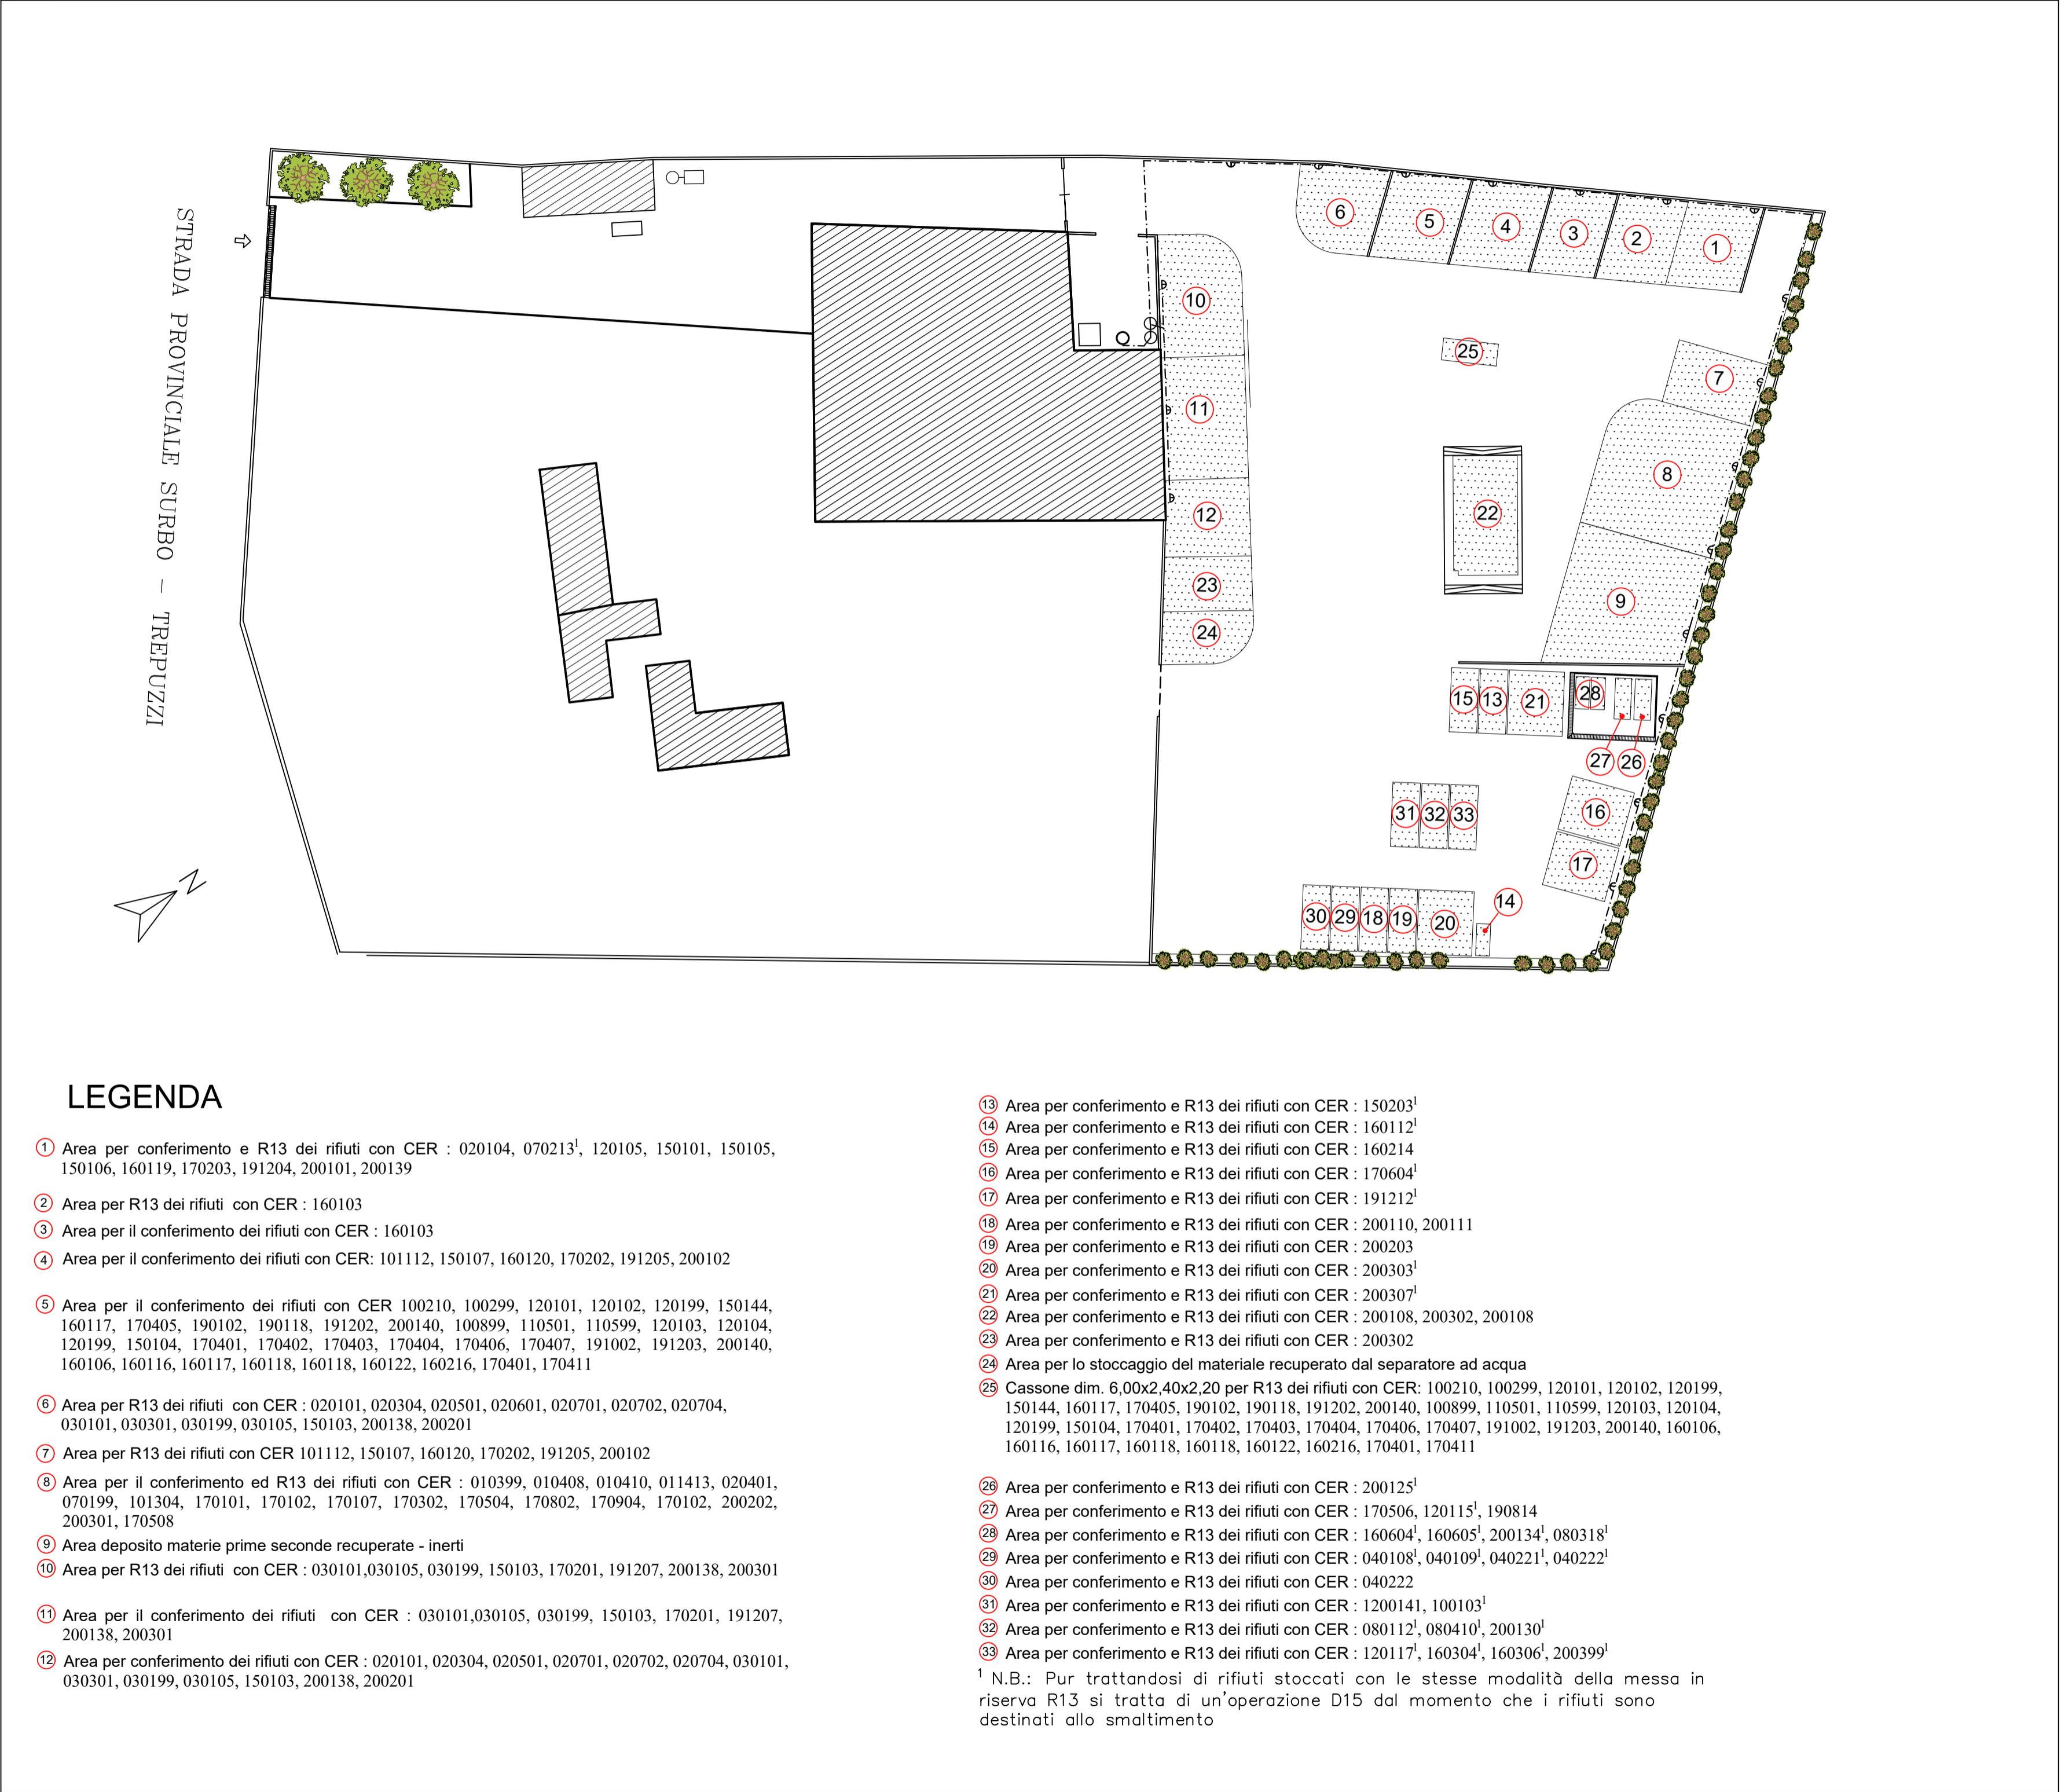 STRADA PROVINCIALE SURBO – TREPUZZI
N
6
5
4
3
2
1
10
25
7
11
8
22
12
9
23
24
15
13
21
28
27
26
31
32
33
16
17
14
30
29
18
19
20
LEGENDA
1 Area per conferimento e R13 dei rifiuti con CER : 020104, 070213¹, 120105, 150101, 150105,
150106, 160119, 170203, 191204, 200101, 200139
2 Area per R13 dei rifiuti con CER : 160103
3 Area per il conferimento dei rifiuti con CER : 160103
4 Area per il conferimento dei rifiuti con CER: 101112, 150107, 160120, 170202, 191205, 200102
5 Area per il conferimento dei rifiuti con CER 100210, 100299, 120101, 120102, 120199, 150144,
160117, 170405, 190102, 190118, 191202, 200140, 100899, 110501, 110599, 120103, 120104,
120199, 150104, 170401, 170402, 170403, 170404, 170406, 170407, 191002, 191203, 200140,
160106, 160116, 160117, 160118, 160118, 160122, 160216, 170401, 170411
6 Area per R13 dei rifiuti con CER : 020101, 020304, 020501, 020601, 020701, 020702, 020704,
030101, 030301, 030199, 030105, 150103, 200138, 200201
7 Area per R13 dei rifiuti con CER 101112, 150107, 160120, 170202, 191205, 200102
8 Area per il conferimento ed R13 dei rifiuti con CER : 010399, 010408, 010410, 011413, 020401,
070199, 101304, 170101, 170102, 170107, 170302, 170504, 170802, 170904, 170102, 200202,
200301, 170508
9 Area deposito materie prime seconde recuperate - inerti
10 Area per R13 dei rifiuti con CER : 030101,030105, 030199, 150103, 170201, 191207, 200138, 200301
11 Area per il conferimento dei rifiuti con CER : 030101,030105, 030199, 150103, 170201, 191207,
200138, 200301
12 Area per conferimento dei rifiuti con CER : 020101, 020304, 020501, 020701, 020702, 020704, 030101,
030301, 030199, 030105, 150103, 200138, 200201
13 Area per conferimento e R13 dei rifiuti con CER : 150203¹
14 Area per conferimento e R13 dei rifiuti con CER : 160112¹
15 Area per conferimento e R13 dei rifiuti con CER : 160214
16 Area per conferimento e R13 dei rifiuti con CER : 170604¹
17 Area per conferimento e R13 dei rifiuti con CER : 191212¹
18 Area per conferimento e R13 dei rifiuti con CER : 200110, 200111
19 Area per conferimento e R13 dei rifiuti con CER : 200203
20 Area per conferimento e R13 dei rifiuti con CER : 200303¹
21 Area per conferimento e R13 dei rifiuti con CER : 200307¹
22 Area per conferimento e R13 dei rifiuti con CER : 200108, 200302, 200108
23 Area per conferimento e R13 dei rifiuti con CER : 200302
24 Area per lo stoccaggio del materiale recuperato dal separatore ad acqua
25 Cassone dim. 6,00x2,40x2,20 per R13 dei rifiuti con CER: 100210, 100299, 120101, 120102, 120199,
150144, 160117, 170405, 190102, 190118, 191202, 200140, 100899, 110501, 110599, 120103, 120104,
120199, 150104, 170401, 170402, 170403, 170404, 170406, 170407, 191002, 191203, 200140, 160106,
160116, 160117, 160118, 160118, 160122, 160216, 170401, 170411
26 Area per conferimento e R13 dei rifiuti con CER : 200125¹
27 Area per conferimento e R13 dei rifiuti con CER : 170506, 120115¹, 190814
28 Area per conferimento e R13 dei rifiuti con CER : 160604¹, 160605¹, 200134¹, 080318¹
29 Area per conferimento e R13 dei rifiuti con CER : 040108¹, 040109¹, 040221¹, 040222¹
30 Area per conferimento e R13 dei rifiuti con CER : 040222
31 Area per conferimento e R13 dei rifiuti con CER : 1200141, 100103¹
32 Area per conferimento e R13 dei rifiuti con CER : 080112¹, 080410¹, 200130¹
33 Area per conferimento e R13 dei rifiuti con CER : 120117¹, 160304¹, 160306¹, 200399¹
¹ N.B.: Pur trattandosi di rifiuti stoccati con le stesse modalità della messa in
riserva R13 si tratta di un'operazione D15 dal momento che i rifiuti sono
destinati allo smaltimento